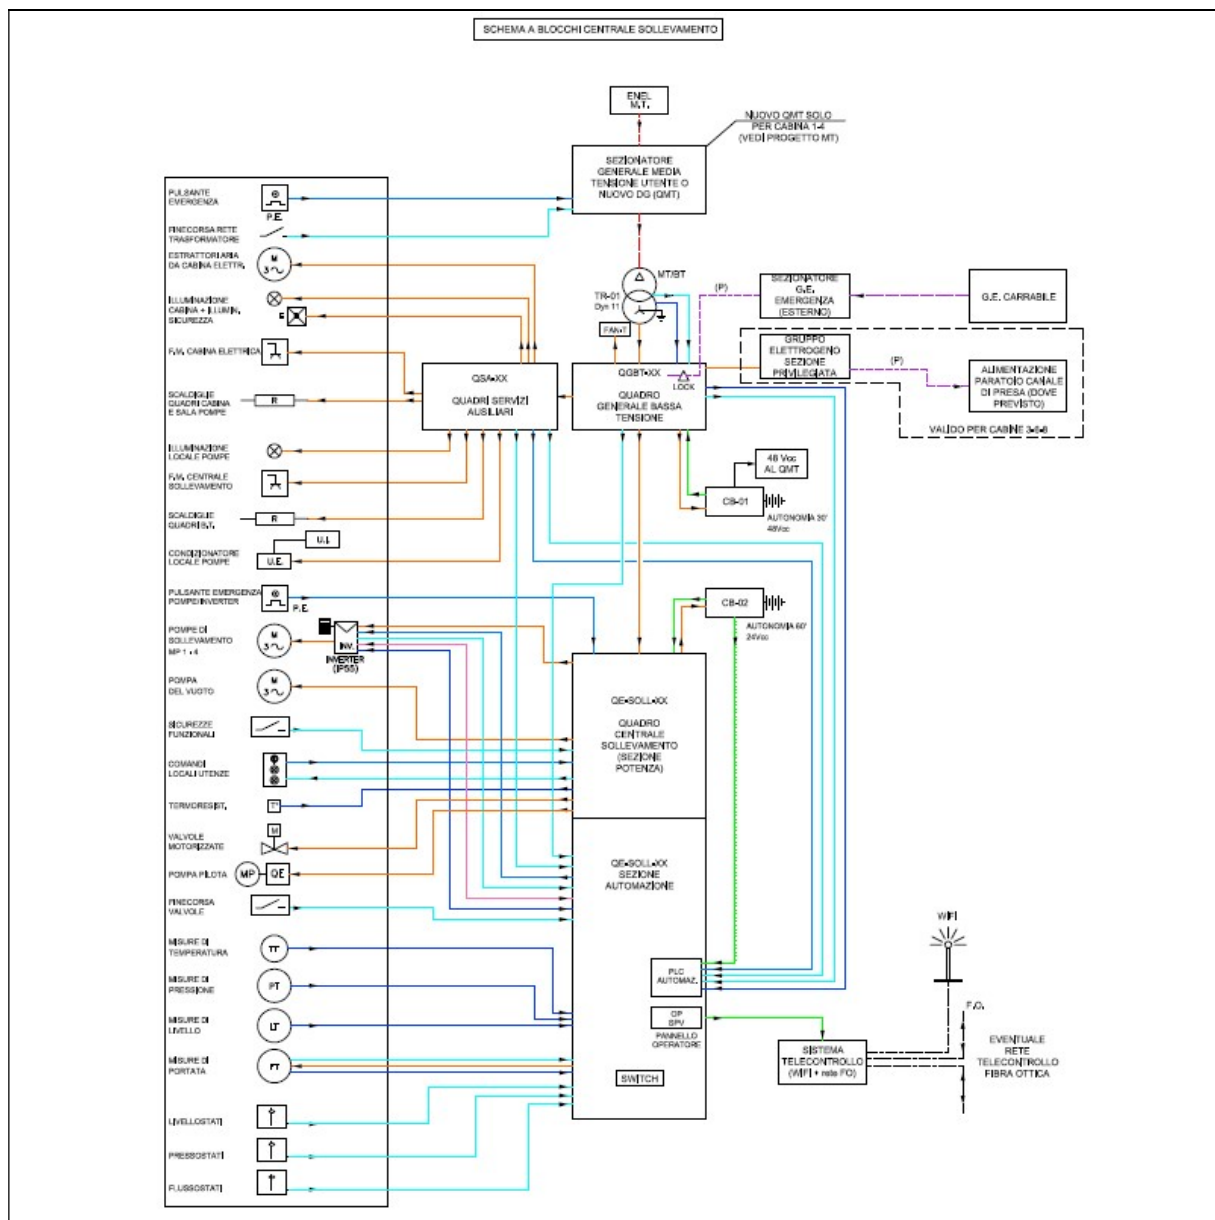 SCHEMA A BLOCCHI CENTRALE SOLLEVAMENTO
ENEL
M.T.
NUOVO QMT SOLO
PER CABINA 1-4
(VEDI PROGETTO MT)
SEZIONATORE
GENERALE MEDIA
TENSIONE UTENTE O
NUOVO DG (QMT)
PULSANTE
EMERGENZA
P.E.
FINECORSA RETE
TRASFORMATORE
ESTRATTORI ARIA
DA CABINA ELETTR.
M
3
MT/BT
TR-01
Dyn 11
FAN-T
(P)
SEZIONATORE
G.E.
EMERGENZA
(ESTERNO)
G.E. CARRABILE
ILLUMINAZIONE
CABINA + ILLUMIN.
SICUREZZA
F.M. CABINA ELETTRICA
GRUPPO
ELETTROGENO
SEZIONE
PRIVILEGIATA
(P)
ALIMENTAZIONE
PARATOIO CANALE
DI PRESA (DOVE
PREVISTO)
VALIDO PER CABINE 3-6-8
QSA-XX
QUADRI SERVIZI
AUSILIARI
QGBT-XX
LOCK
QUADRO
GENERALE BASSA
TENSIONE
SCALDIGLIE
QUADRI CABINA
E SALA POMPE
R
ILLUMINAZIONE
LOCALE POMPE
48 Vcc
AL QMT
F.M. CENTRALE
SOLLEVAMENTO
CB-01
AUTONOMIA 30'
48Vcc
SCALDIGLIE
QUADRI B.T.
R
CONDIZIONATORE
LOCALE POMPE
U.I.
U.E.
PULSANTE EMERGENZA
POMPE/INVERTER
P.E.
CB-02
AUTONOMIA 60'
24Vcc
POMPE DI
SOLLEVAMENTO
MP 1 - 4
M
3
INV.
INVERTER
(IP55)
POMPA
DEL VUOTO
M
3
QE-SOLL-XX
QUADRO
CENTRALE
SOLLEVAMENTO
(SEZIONE
POTENZA)
SICUREZZE
FUNZIONALI
COMANDI
LOCALI UTENZE
TERMORESIST.
T°
VALVOLE
MOTORIZZATE
M
POMPA PILOTA
MP
QE
QE-SOLL-XX
SEZIONE
AUTOMAZIONE
FINECORSA
VALVOLE
MISURE DI
TEMPERATURA
TT
MISURE DI
PRESSIONE
PT
MISURE DI
LIVELLO
LT
MISURE DI
PORTATA
FT
PLC
AUTOMAZ.
OP
SPV
PANNELLO
OPERATORE
SWITCH
WIFI
F.O.
SISTEMA
TELECONTROLLO
(WIFI + rete FO)
EVENTUALE
RETE
TELECONTROLLO
FIBRA OTTICA
LIVELLOSTATI
PRESSOSTATI
FLUSSOSTATI